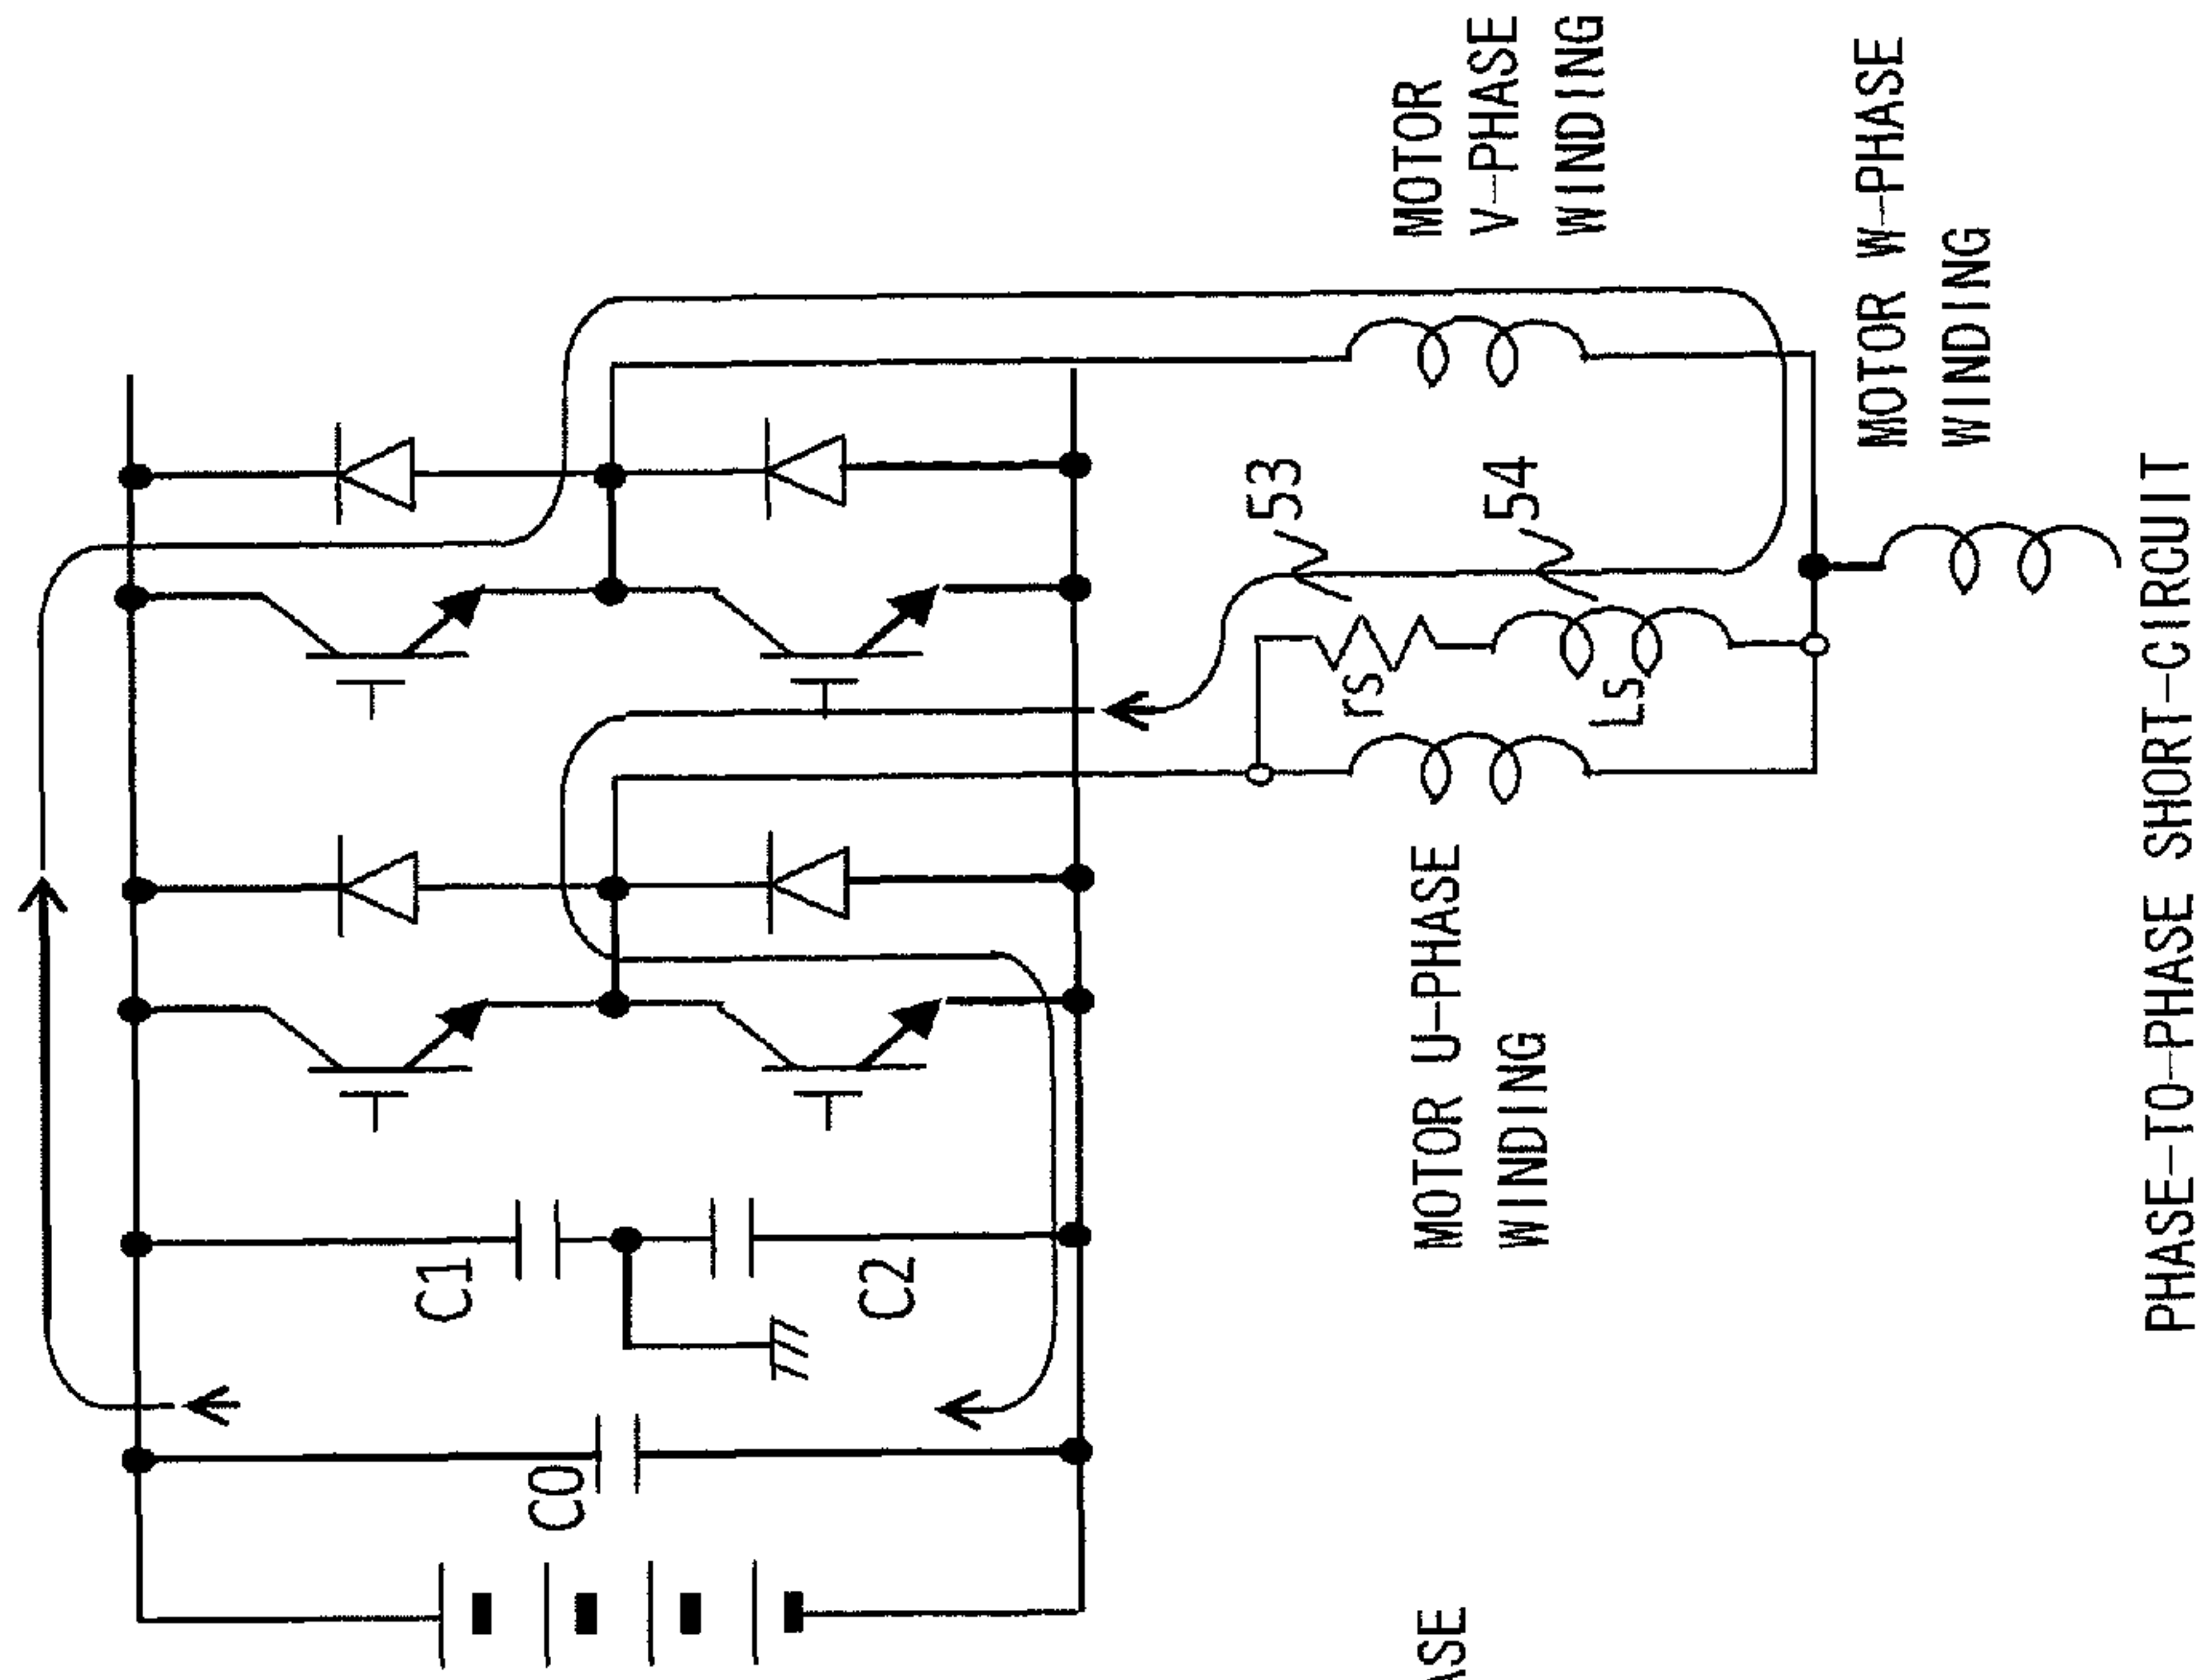 C0
C1
C2
MOTOR U-PHASE
WINDING
rs
Ls
53
54
MOTOR
V-PHASE
WINDING
MOTOR W-PHASE
WINDING
PHASE-TO-PHASE SHORT-CIRCUIT
ASE